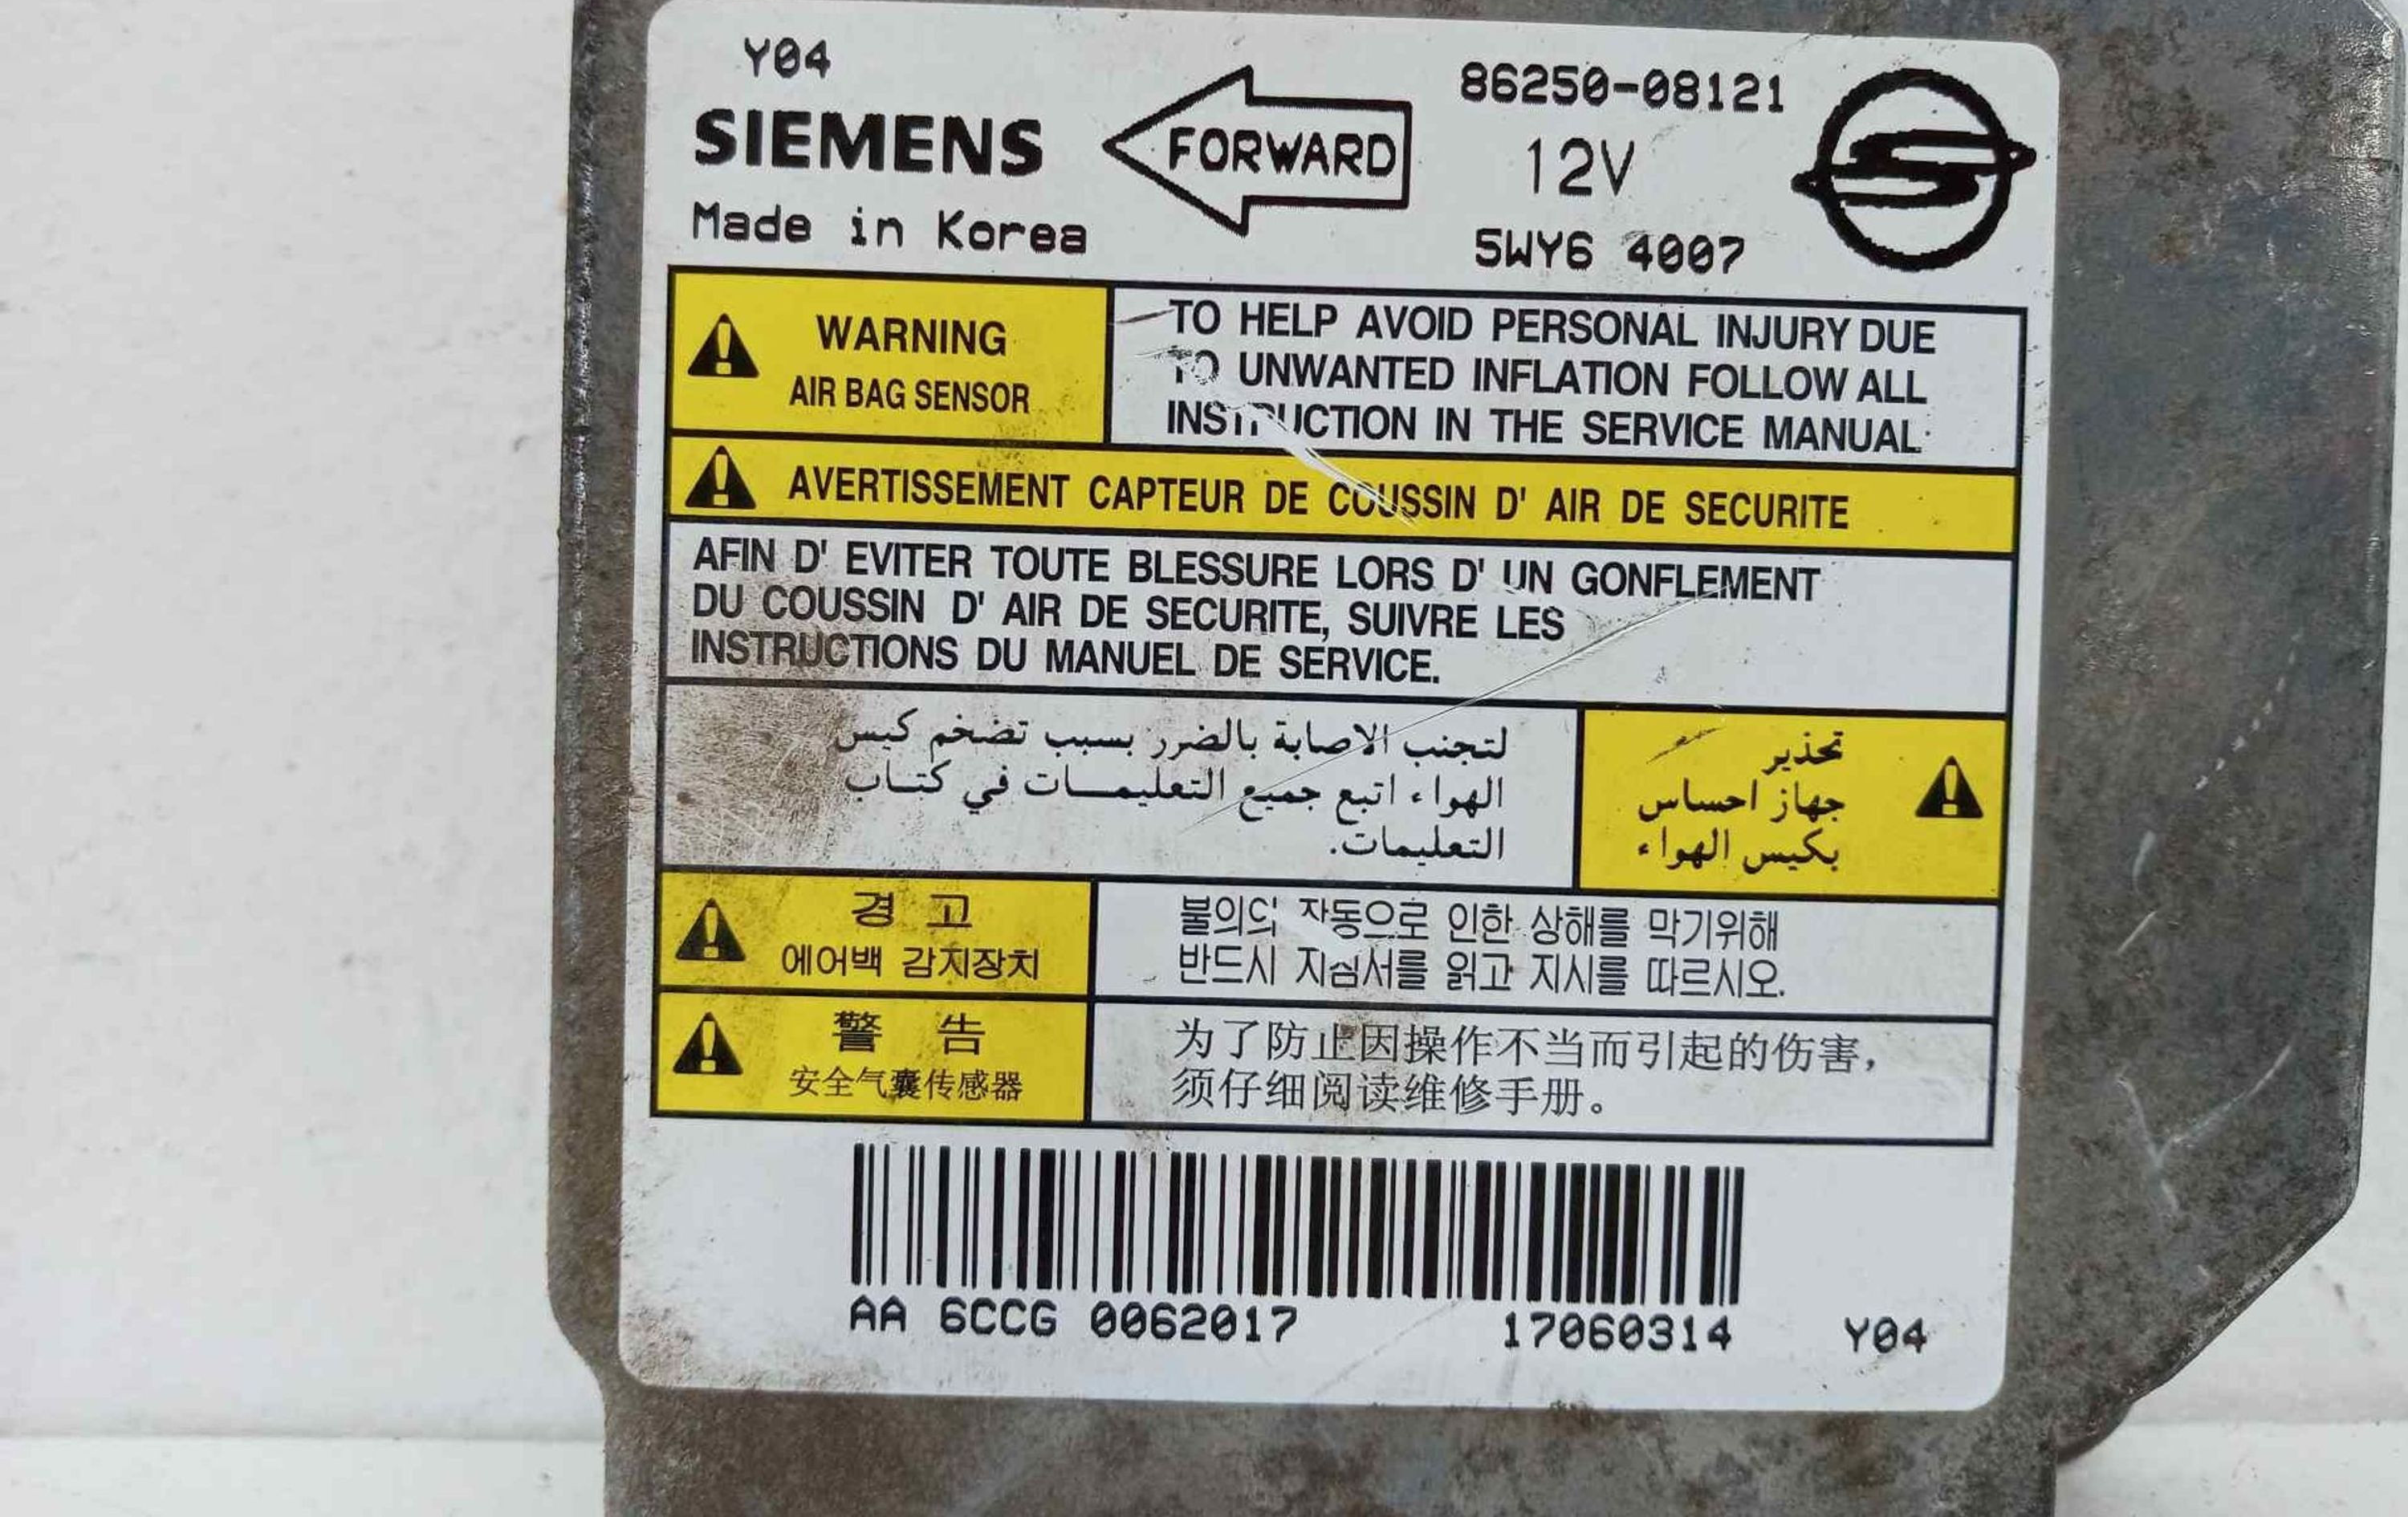 Y04
SIEMENS
Made in Korea
FORWARD
86250-08121
12V
5WY6 4007
WARNING
AIR BAG SENSOR
TO HELP AVOID PERSONAL INJURY DUE
TO UNWANTED INFLATION FOLLOW ALL
INSTRUCTION IN THE SERVICE MANUAL
AVERTISSEMENT CAPTEUR DE COUSSIN D' AIR DE SECURITE
AFIN D' EVITER TOUTE BLESSURE LORS D' UN GONFLEMENT
DU COUSSIN D' AIR DE SECURITE, SUIVRE LES
INSTRUCTIONS DU MANUEL DE SERVICE.
تحذير
جهاز احساس
بكيس الهواء
لتجنب الاصابة بالضرر بسبب تضخم كيس
الهواء اتبع جميع التعليمـــات في كتـــاب
التعليمات.
경 고
에어백 감지장치
불의의 작동으로 인한 상해를 막기위해
반드시 지침서를 읽고 지시를 따르시오.
警 告
安全气囊传感器
为了防止因操作不当而引起的伤害，
须仔细阅读维修手册。
AA 6CCG 0062017 17060314 Y04